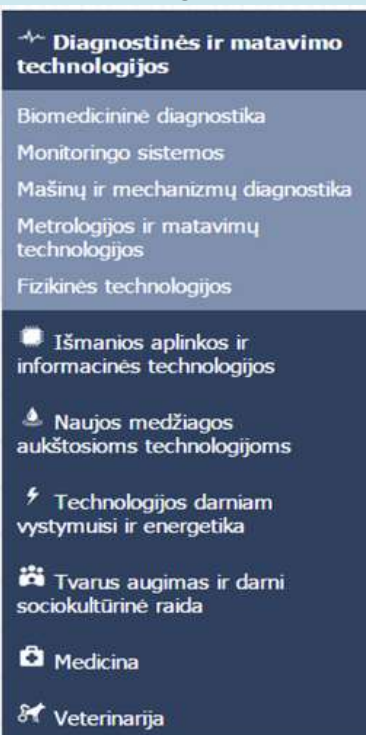 Diagnostinės ir matavimo
technologijos
Biomedicininė diagnostika
Monitoringo sistemos
Mašinų ir mechanizmų diagnostika
Metrologijos ir matavimų
technologijos
Fizikinės technologijos
Išmanios aplinkos ir
informacinės technologijos
Naujos medžiagos
aukštosioms technologijoms
Technologijos darniam
vystymuisi ir energetika
Tvarus augimas ir darni
sociokultūrinė raida
Medicina
Veterinarija